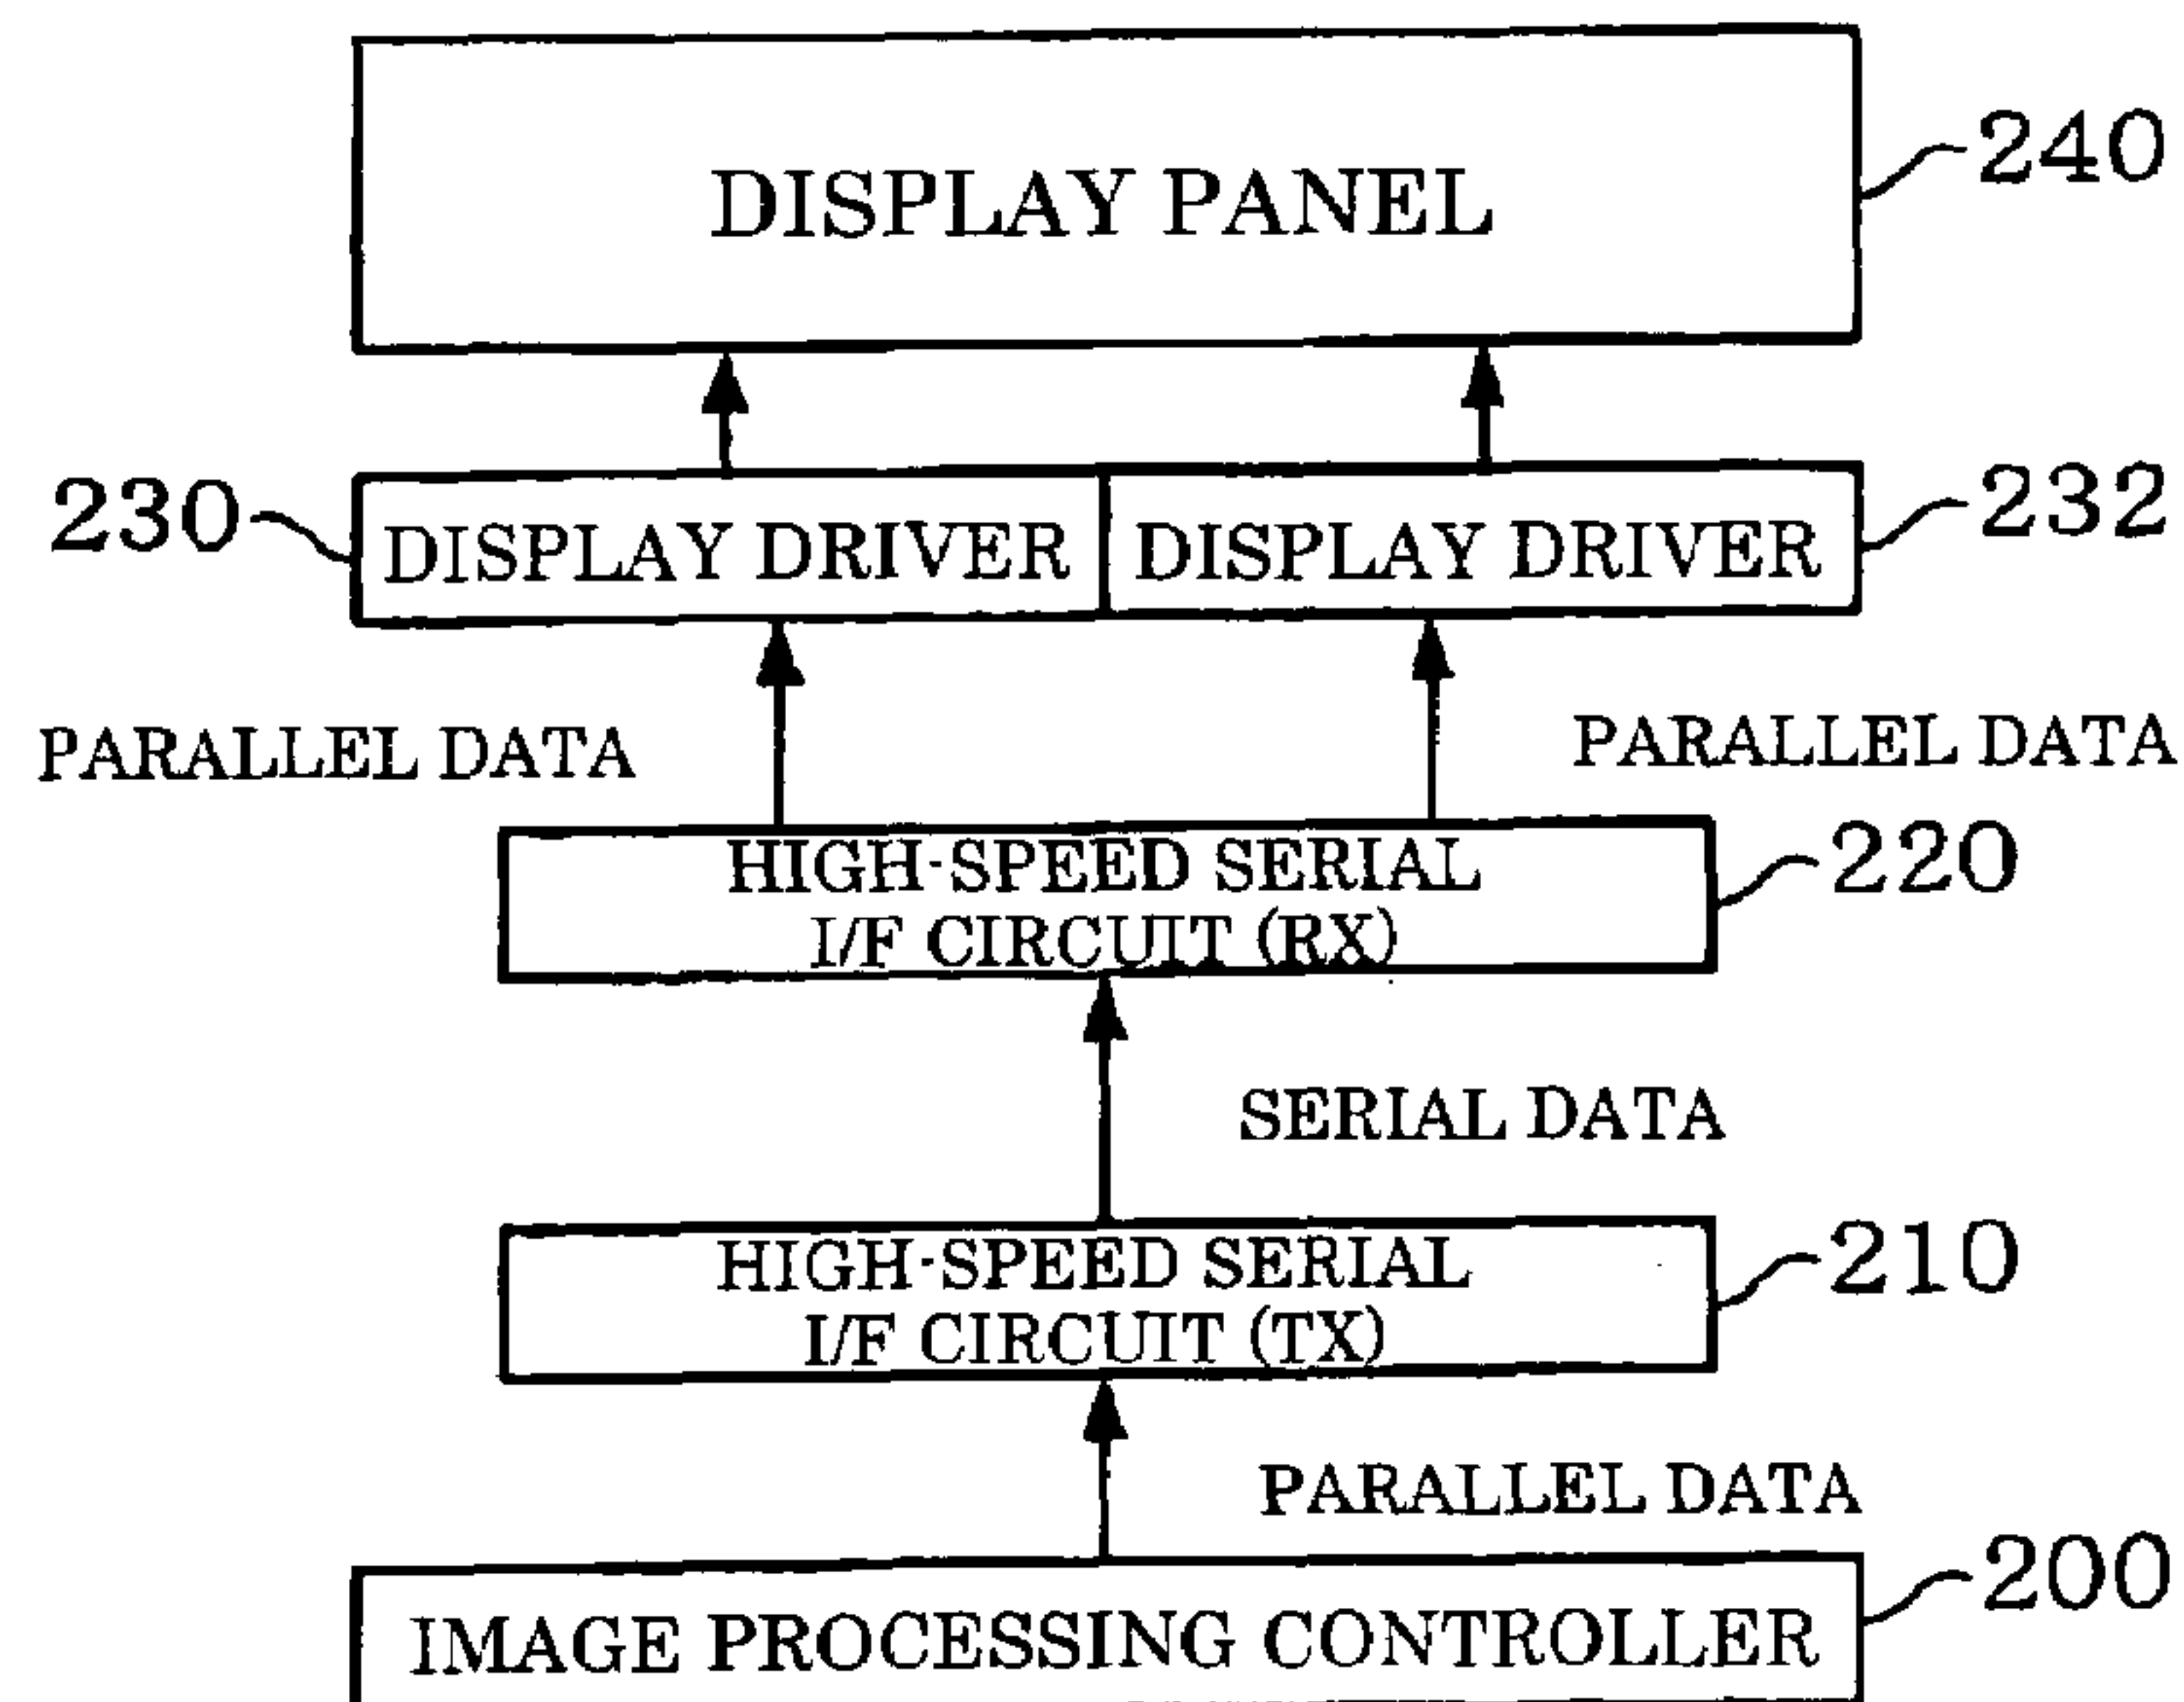 DISPLAY PANEL
240
230
DISPLAY DRIVER
DISPLAY DRIVER
232
PARALLEL DATA
PARALLEL DATA
HIGH-SPEED SERIAL
I/F CIRCUIT (RX)
220
SERIAL DATA
HIGH-SPEED SERIAL
I/F CIRCUIT (TX)
210
PARALLEL DATA
200
IMAGE PROCESSING CONTROLLER